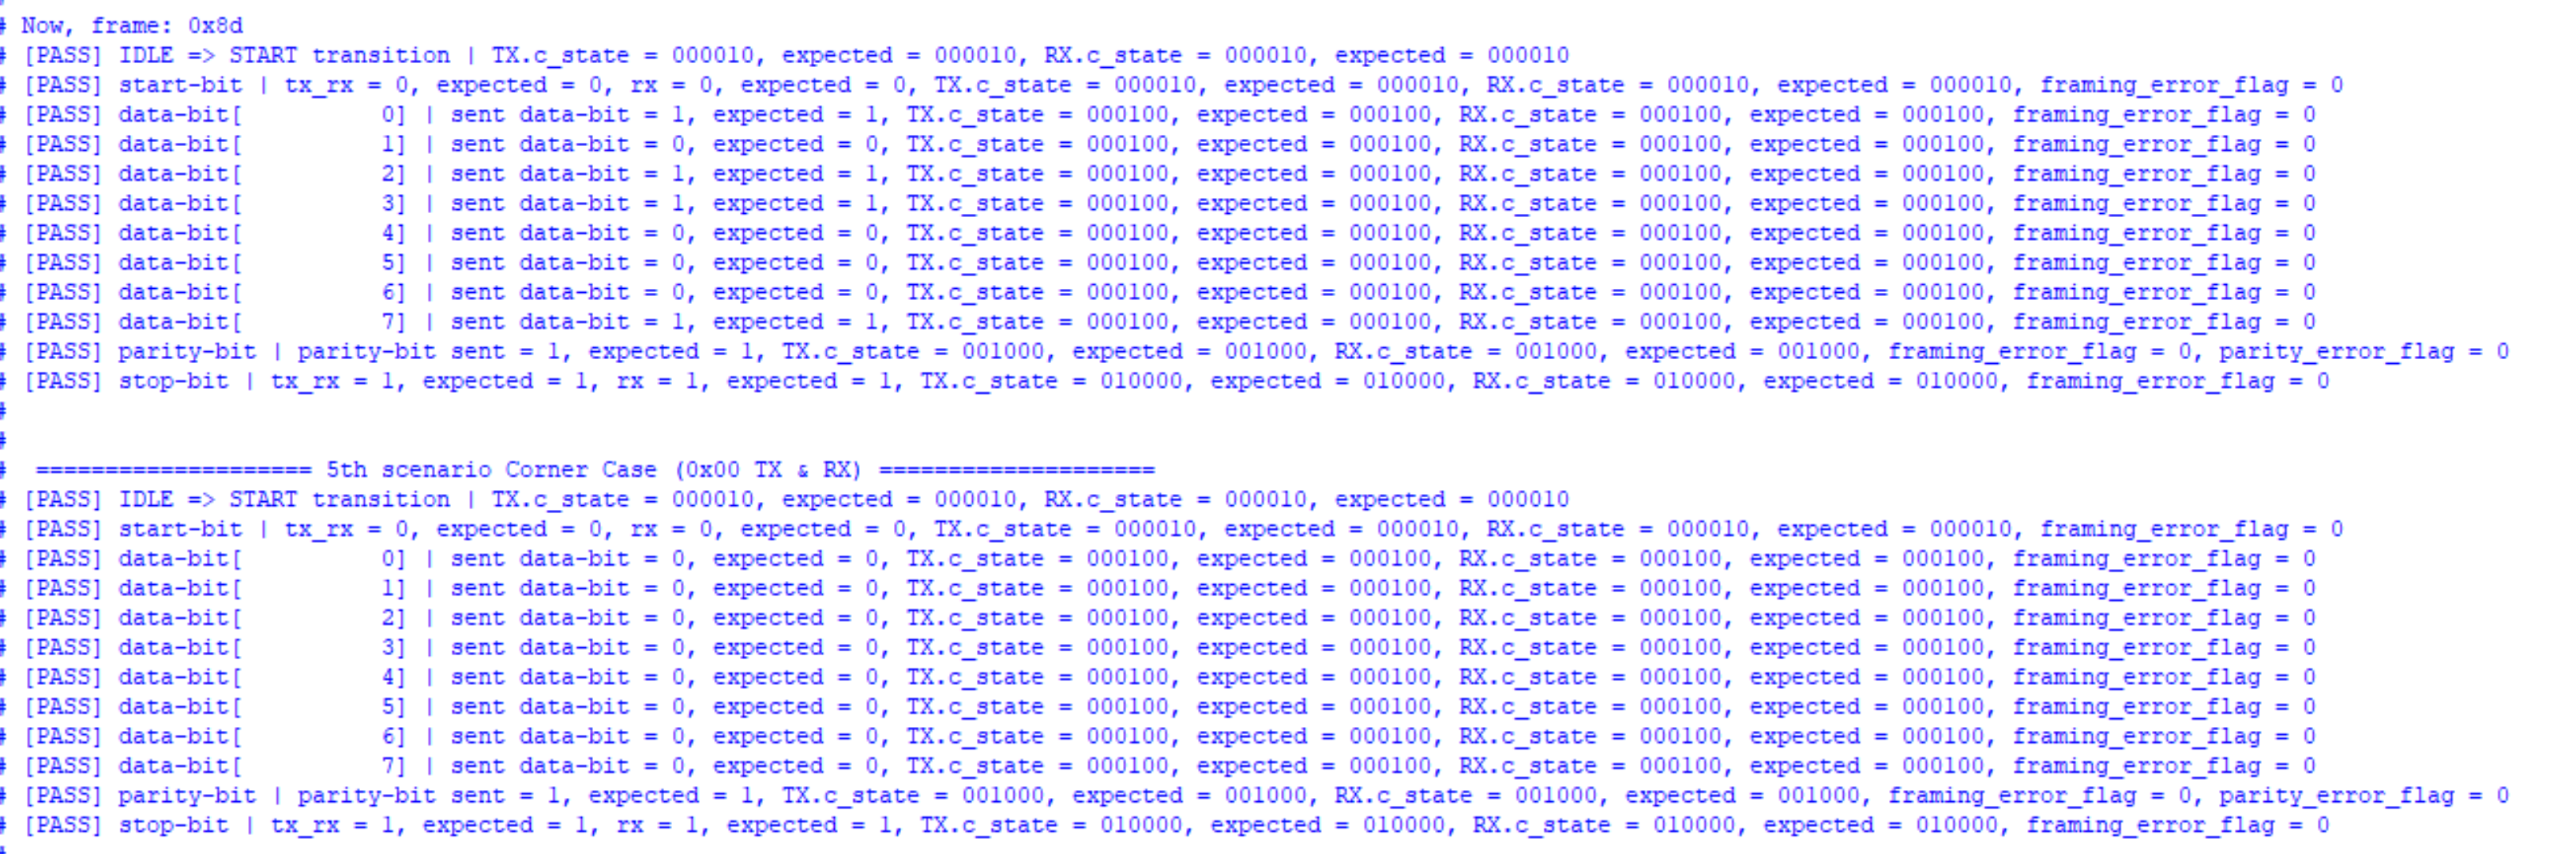 #
# Now, frame: 0x8d
# [PASS] IDLE => START transition | TX.c_state = 000010, expected = 000010, RX.c_state = 000010, expected = 000010
# [PASS] start-bit | tx_rx = 0, expected = 0, rx = 0, expected = 0, TX.c_state = 000010, expected = 000010, RX.c_state = 000010, expected = 000010, framing_error_flag = 0
# [PASS] data-bit[          0] | sent data-bit = 1, expected = 1, TX.c_state = 000100, expected = 000100, RX.c_state = 000100, expected = 000100, framing_error_flag = 0
# [PASS] data-bit[          1] | sent data-bit = 0, expected = 0, TX.c_state = 000100, expected = 000100, RX.c_state = 000100, expected = 000100, framing_error_flag = 0
# [PASS] data-bit[          2] | sent data-bit = 1, expected = 1, TX.c_state = 000100, expected = 000100, RX.c_state = 000100, expected = 000100, framing_error_flag = 0
# [PASS] data-bit[          3] | sent data-bit = 1, expected = 1, TX.c_state = 000100, expected = 000100, RX.c_state = 000100, expected = 000100, framing_error_flag = 0
# [PASS] data-bit[          4] | sent data-bit = 0, expected = 0, TX.c_state = 000100, expected = 000100, RX.c_state = 000100, expected = 000100, framing_error_flag = 0
# [PASS] data-bit[          5] | sent data-bit = 0, expected = 0, TX.c_state = 000100, expected = 000100, RX.c_state = 000100, expected = 000100, framing_error_flag = 0
# [PASS] data-bit[          6] | sent data-bit = 0, expected = 0, TX.c_state = 000100, expected = 000100, RX.c_state = 000100, expected = 000100, framing_error_flag = 0
# [PASS] data-bit[          7] | sent data-bit = 1, expected = 1, TX.c_state = 000100, expected = 000100, RX.c_state = 000100, expected = 000100, framing_error_flag = 0
# [PASS] parity-bit | parity-bit sent = 1, expected = 1, TX.c_state = 001000, expected = 001000, RX.c_state = 001000, expected = 001000, framing_error_flag = 0, parity_error_flag = 0
# [PASS] stop-bit | tx_rx = 1, expected = 1, rx = 1, expected = 1, TX.c_state = 010000, expected = 010000, RX.c_state = 010000, expected = 010000, framing_error_flag = 0
#
#
#  ==================== 5th scenario Corner Case (0x00 TX & RX) ====================
# [PASS] IDLE => START transition | TX.c_state = 000010, expected = 000010, RX.c_state = 000010, expected = 000010
# [PASS] start-bit | tx_rx = 0, expected = 0, rx = 0, expected = 0, TX.c_state = 000010, expected = 000010, RX.c_state = 000010, expected = 000010, framing_error_flag = 0
# [PASS] data-bit[          0] | sent data-bit = 0, expected = 0, TX.c_state = 000100, expected = 000100, RX.c_state = 000100, expected = 000100, framing_error_flag = 0
# [PASS] data-bit[          1] | sent data-bit = 0, expected = 0, TX.c_state = 000100, expected = 000100, RX.c_state = 000100, expected = 000100, framing_error_flag = 0
# [PASS] data-bit[          2] | sent data-bit = 0, expected = 0, TX.c_state = 000100, expected = 000100, RX.c_state = 000100, expected = 000100, framing_error_flag = 0
# [PASS] data-bit[          3] | sent data-bit = 0, expected = 0, TX.c_state = 000100, expected = 000100, RX.c_state = 000100, expected = 000100, framing_error_flag = 0
# [PASS] data-bit[          4] | sent data-bit = 0, expected = 0, TX.c_state = 000100, expected = 000100, RX.c_state = 000100, expected = 000100, framing_error_flag = 0
# [PASS] data-bit[          5] | sent data-bit = 0, expected = 0, TX.c_state = 000100, expected = 000100, RX.c_state = 000100, expected = 000100, framing_error_flag = 0
# [PASS] data-bit[          6] | sent data-bit = 0, expected = 0, TX.c_state = 000100, expected = 000100, RX.c_state = 000100, expected = 000100, framing_error_flag = 0
# [PASS] data-bit[          7] | sent data-bit = 0, expected = 0, TX.c_state = 000100, expected = 000100, RX.c_state = 000100, expected = 000100, framing_error_flag = 0
# [PASS] parity-bit | parity-bit sent = 1, expected = 1, TX.c_state = 001000, expected = 001000, RX.c_state = 001000, expected = 001000, framing_error_flag = 0, parity_error_flag = 0
# [PASS] stop-bit | tx_rx = 1, expected = 1, rx = 1, expected = 1, TX.c_state = 010000, expected = 010000, RX.c_state = 010000, expected = 010000, framing_error_flag = 0
#